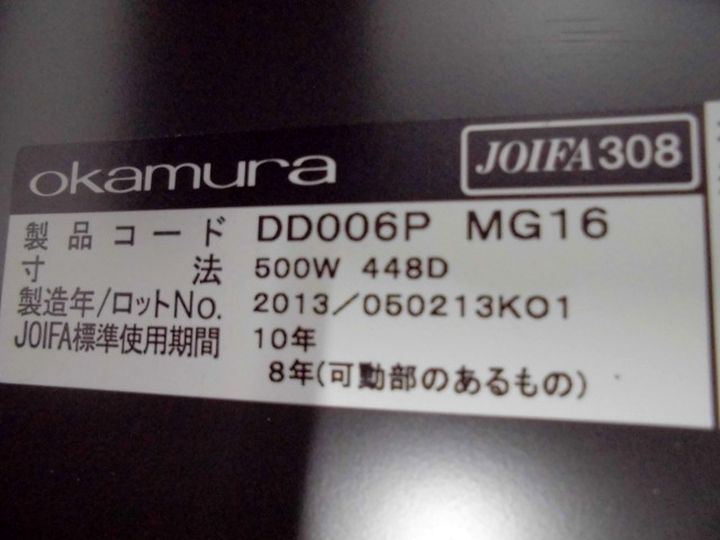 okamura JOIFA308
製品コード DD006P MG16
寸法 500W 448D
製造年/ロットNo. 2013/050213K01
JOIFA標準使用期間 10年
8年(可動部のあるもの)